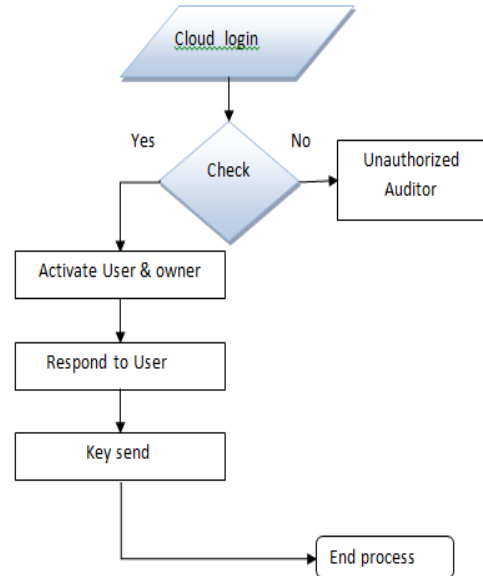 Cloud login
Yes
No
Check
Unauthorized
Auditor
Activate User & owner
Respond to User
Key send
End process